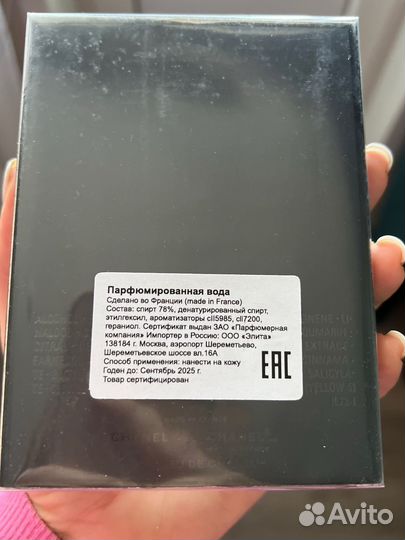 Парфюмированная вода
Сделано во Франции (made in France)
Состав: спирт 78%, денатурированный спирт,
этилгексил, ароматизаторы cll5985, cll7200,
гераниол. Сертификат выдан ЗАО «Парфюмерная
компания» Импортер в Россию: ООО «Элита»
138184 г. Москва, аэропорт Шереметьево,
Шереметьевское шоссе вл.16А
Способ применения: нанести на кожу
Годен до: Сентябрь 2025 г.
Товар сертифицирован
EAC
CHANEL CHANEL
Avito